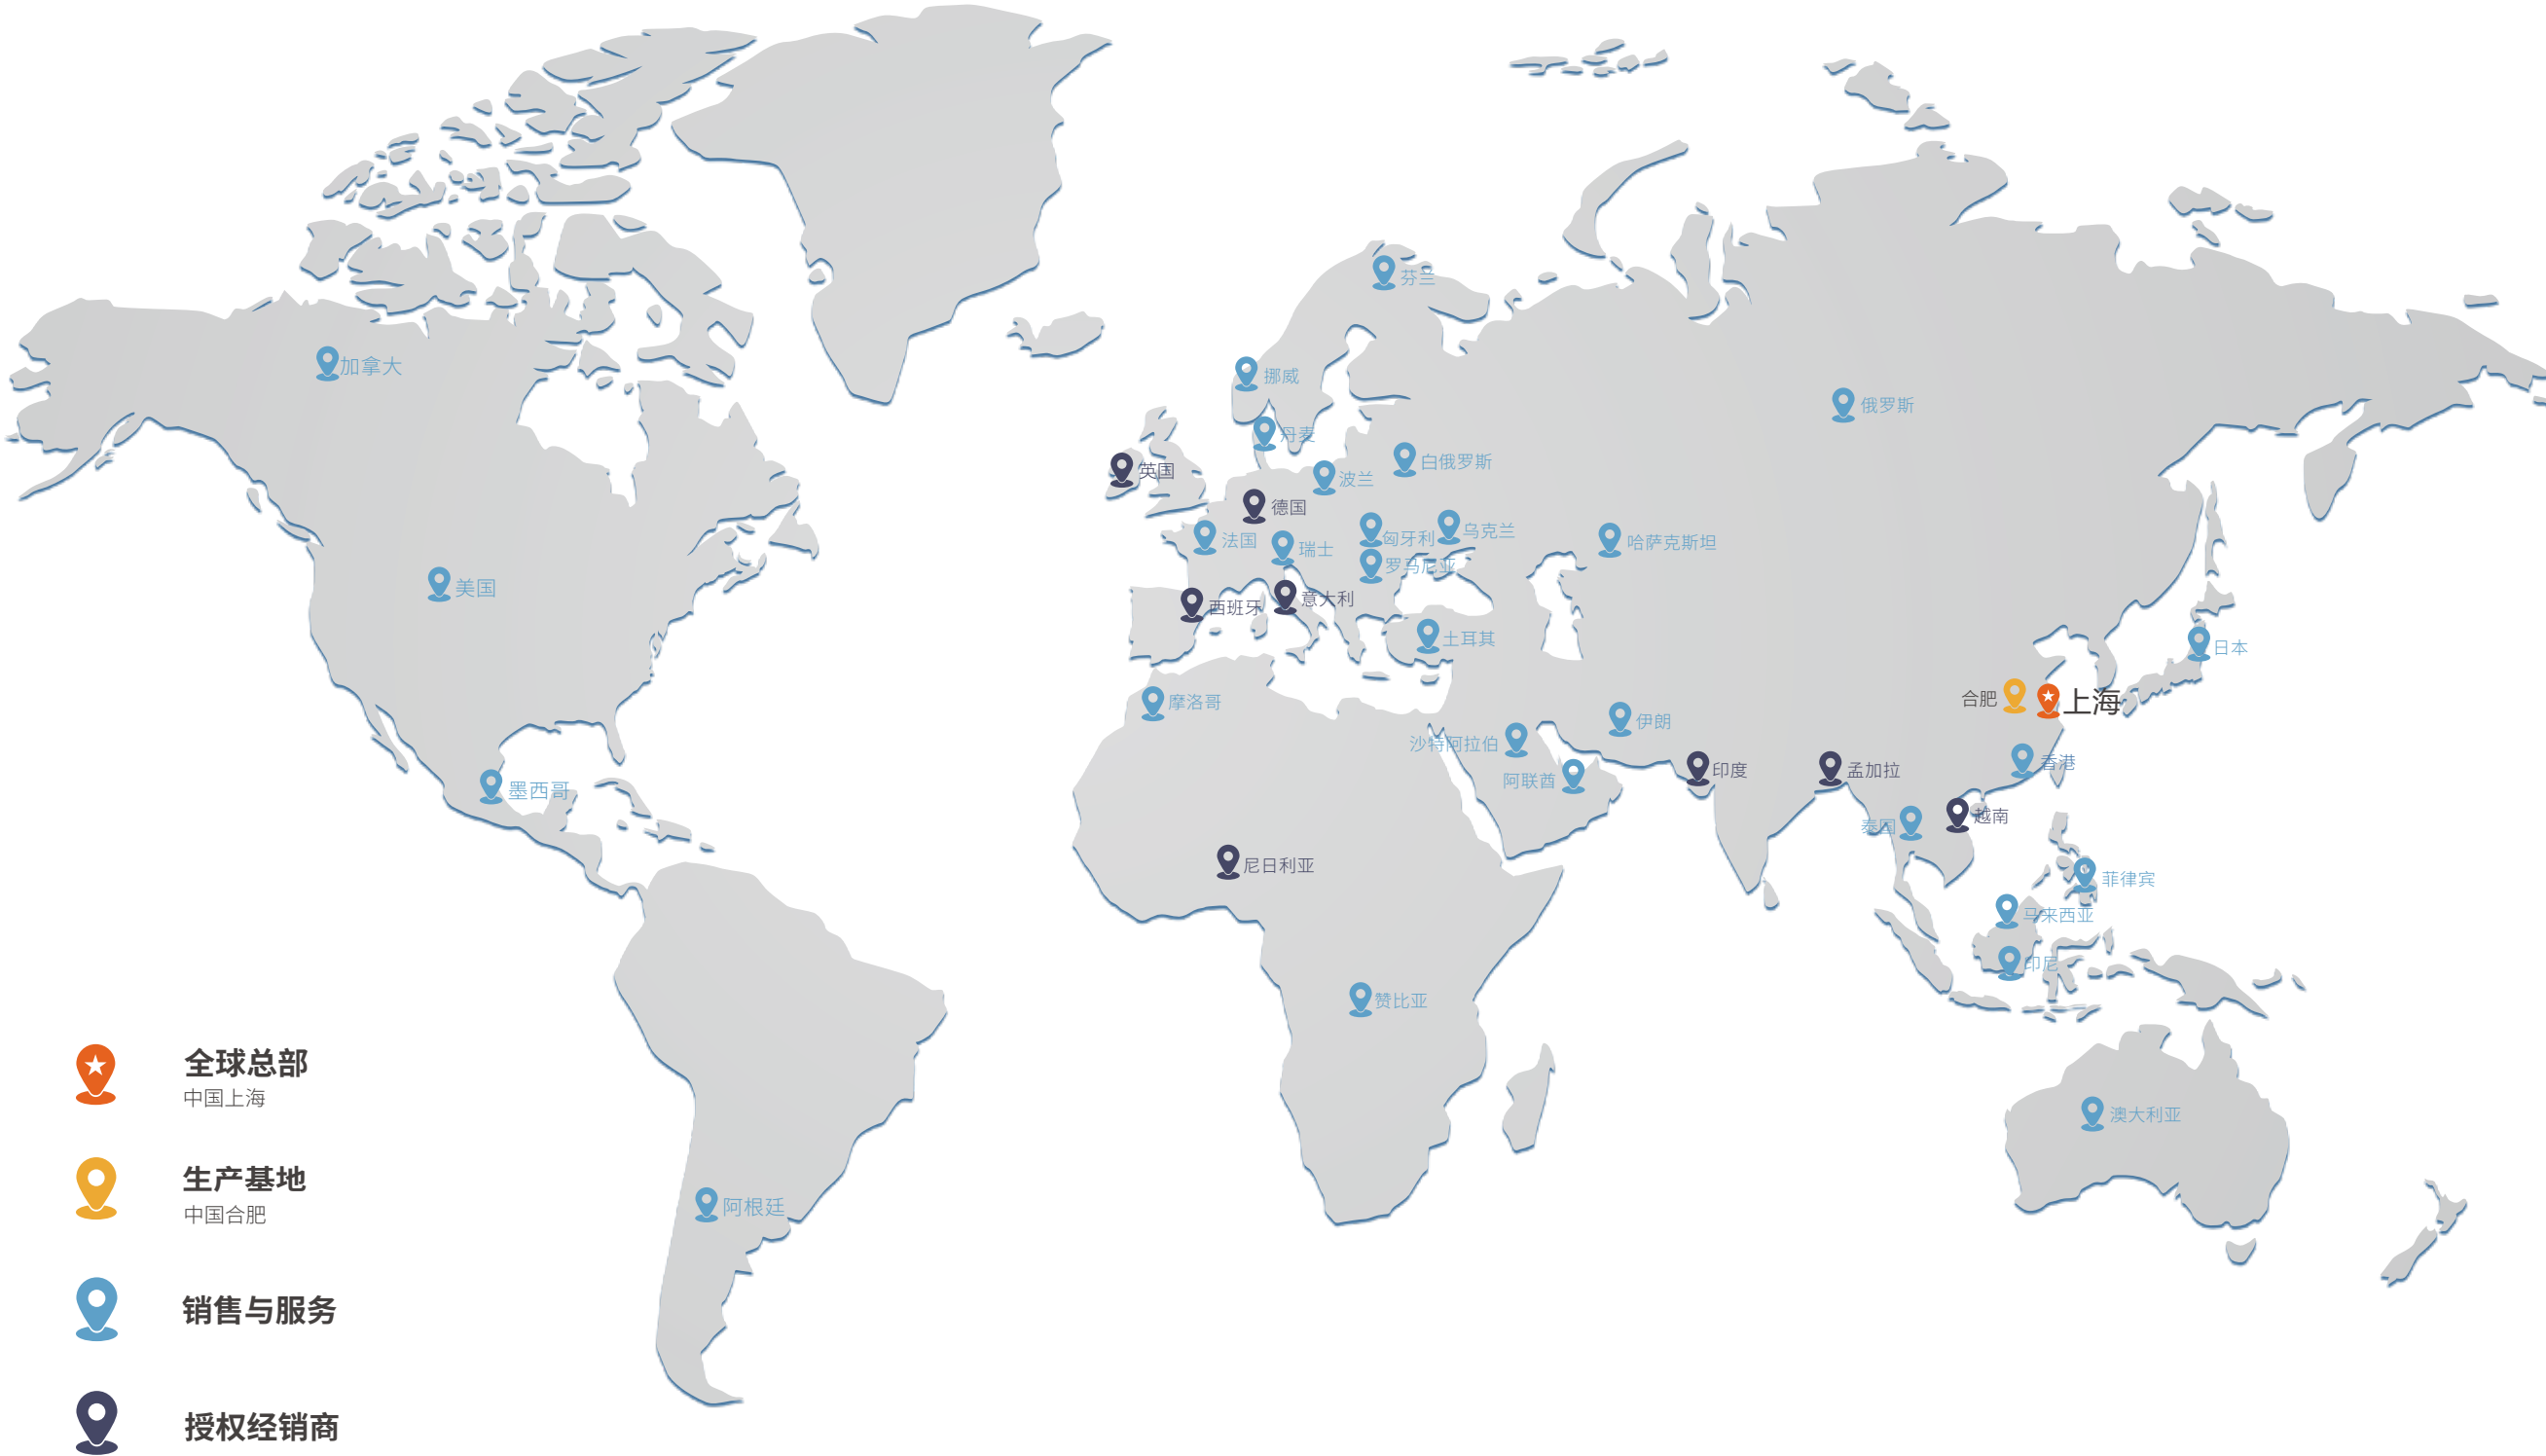 芬兰
加拿大
挪威
俄罗斯
丹麦
白俄罗斯
英国
波兰
德国
乌克兰
匈牙利
法国
哈萨克斯坦
瑞士
罗马尼亚
美国
意大利
西班牙
土耳其
日本
合肥
上海
摩洛哥
伊朗
沙特阿拉伯
香港
印度
孟加拉
阿联酋
墨西哥
越南
泰国
尼日利亚
菲律宾
马来西亚
印尼
赞比亚
全球总部
中国上海
澳大利亚
生产基地
阿根廷
中国合肥
销售与服务
授权经销商